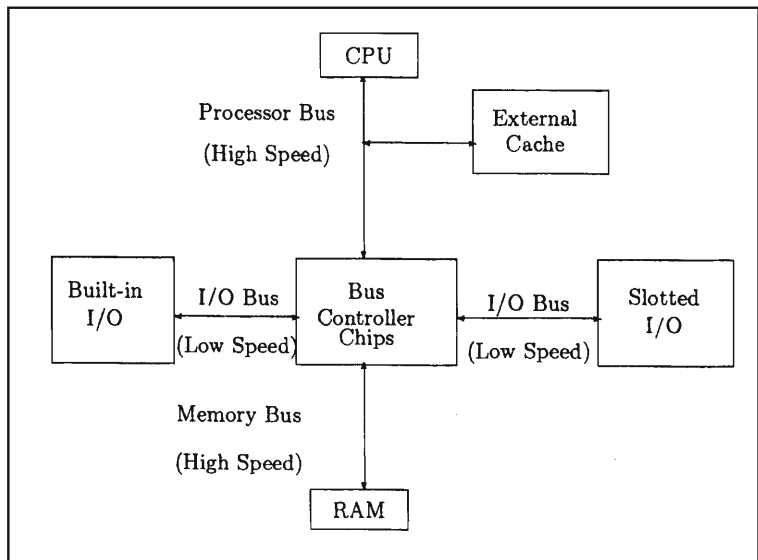 CPU
Processor Bus
(High Speed)
External
Cache
Built-in
I/O
I/O Bus
(Low Speed)
Bus
Controller
Chips
I/O Bus
(Low Speed)
Slotted
I/O
Memory Bus
(High Speed)
RAM